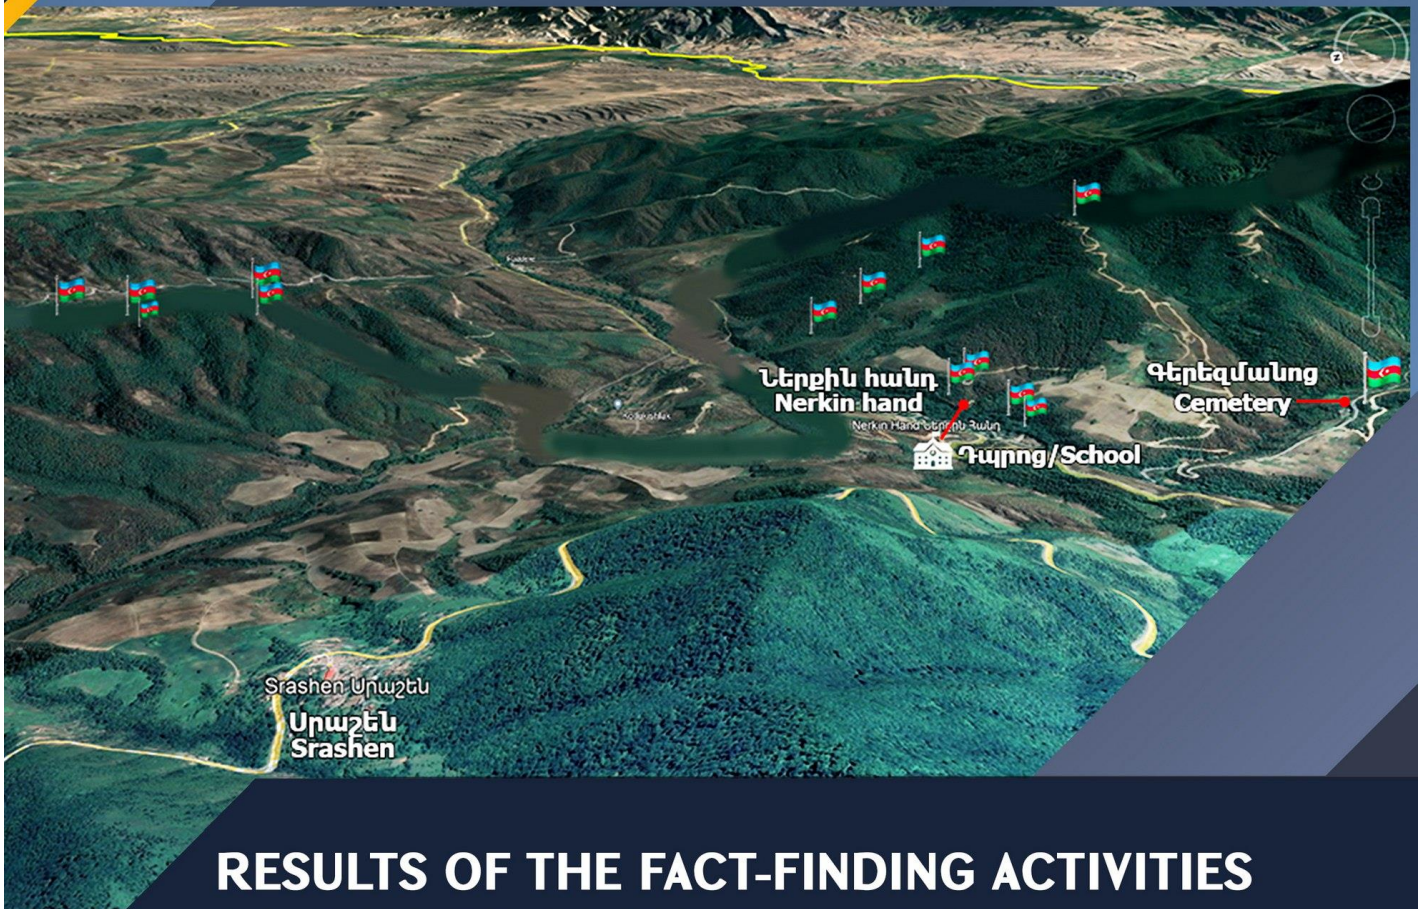 Ներքին հանդ
Nerkin hand
Գերեզմանոց
Cemetery
Nerkin Hand Ներքին Հանդ
Դպրոց/School
Srashen Սրաշեն
Սրաշեն
Srashen
RESULTS OF THE FACT-FINDING ACTIVITIES